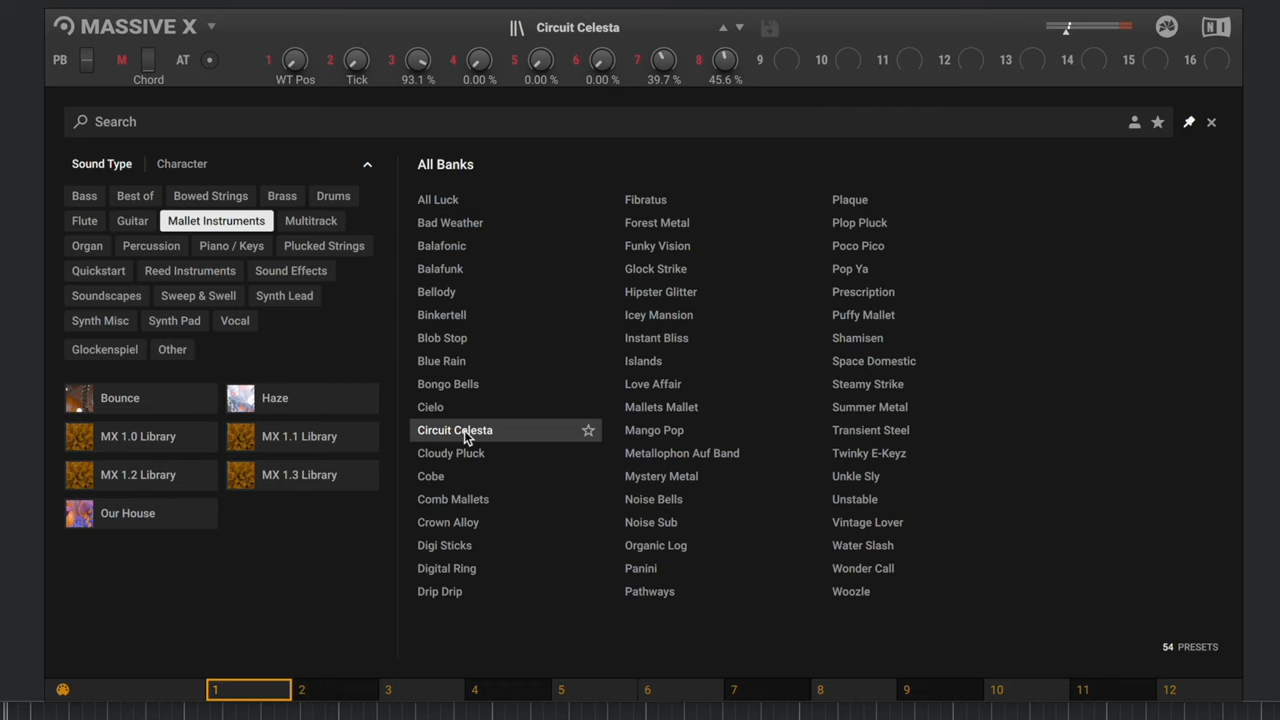 MASSIVE X
Circuit Celesta
NI
PB M AT 1 2 3 4 5 6 7 8 9 10 11 12 13 14 15 16
Chord WT Pos Tick 93.1 % 0.00 % 0.00 % 0.00 % 39.7 % 45.6 %
Search
Sound Type Character
Bass Best of Bowed Strings Brass Drums
Flute Guitar Mallet Instruments Multitrack
Organ Percussion Piano / Keys Plucked Strings
Quickstart Reed Instruments Sound Effects
Soundscapes Sweep & Swell Synth Lead
Synth Misc Synth Pad Vocal
Glockenspiel Other
Bounce Haze
MX 1.0 Library MX 1.1 Library
MX 1.2 Library MX 1.3 Library
Our House
All Banks
All Luck Fibratus Plaque
Bad Weather Forest Metal Plop Pluck
Balafonic Funky Vision Poco Pico
Balafunk Glock Strike Pop Ya
Bellody Hipster Glitter Prescription
Binkertell Icey Mansion Puffy Mallet
Blob Stop Instant Bliss Shamisen
Blue Rain Islands Space Domestic
Bongo Bells Love Affair Steamy Strike
Cielo Mallets Mallet Summer Metal
Circuit Celesta Mango Pop Transient Steel
Cloudy Pluck Metallophon Auf Band Twinky E-Keyz
Cobe Mystery Metal Unkle Sly
Comb Mallets Noise Bells Unstable
Crown Alloy Noise Sub Vintage Lover
Digi Sticks Organic Log Water Slash
Digital Ring Panini Wonder Call
Drip Drip Pathways Woozle
54 PRESETS
1 2 3 4 5 6 7 8 9 10 11 12